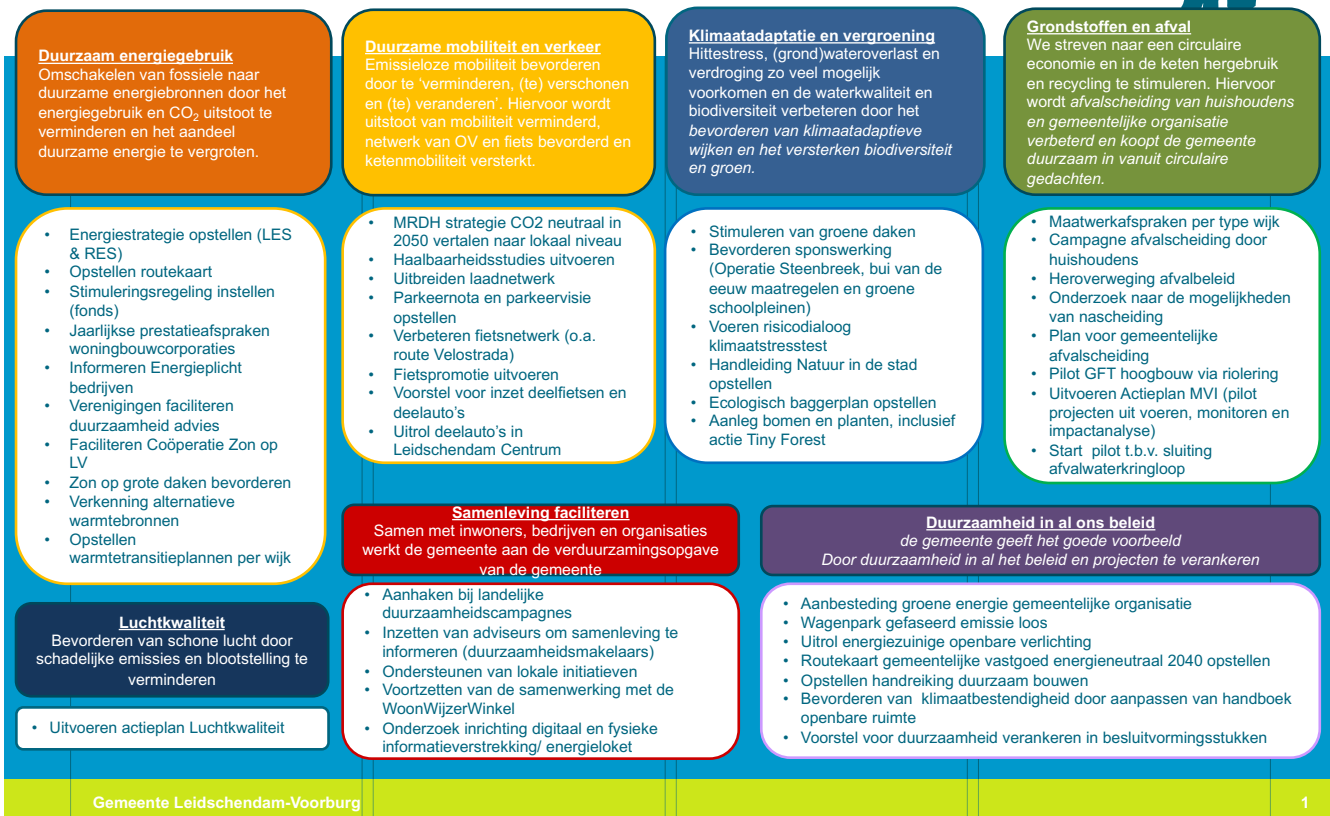 Duurzaam energiegebruik
Omschakelen van fossiele naar
duurzame energiebronnen door het
energiegebruik en CO₂ uitstoot te
verminderen en het aandeel
duurzame energie te vergroten.
• Energiestrategie opstellen (LES
& RES)
• Opstellen routekaart
• Stimuleringsregeling instellen
(fonds)
• Jaarlijkse prestatieafspraken
woningbouwcorporaties
• Informeren Energieplicht
bedrijven
• Verenigingen faciliteren
duurzaamheid advies
• Faciliteren Coöperatie Zon op
LV
• Zon op grote daken bevorderen
• Verkenning alternatieve
warmtebronnen
• Opstellen
warmtetransitieplannen per wijk
Duurzame mobiliteit en verkeer
Emissieloze mobiliteit bevorderen
door te ‘verminderen, (te) verschonen
en (te) veranderen’. Hiervoor wordt
uitstoot van mobiliteit verminderd,
netwerk van OV en fiets bevorderd en
ketenmobiliteit versterkt.
• MRDH strategie CO2 neutraal in
2050 vertalen naar lokaal niveau
• Haalbaarheidsstudies uitvoeren
• Uitbreiden laadnetwerk
• Parkeernota en parkeervisie
opstellen
• Verbeteren fietsnetwerk (o.a.
route Velostrada)
• Fietspromotie uitvoeren
• Voorstel voor inzet deelfietsen en
deelauto’s
• Uitrol deelauto’s in
Leidschendam Centrum
Klimaatadaptatie en vergroening
Hittestress, (grond)wateroverlast en
verdroging zo veel mogelijk
voorkomen en de waterkwaliteit en
biodiversiteit verbeteren door het
bevorderen van klimaatadaptieve
wijken en het versterken biodiversiteit
en groen.
• Stimuleren van groene daken
• Bevorderen sponswerking
(Operatie Steenbreek, bui van de
eeuw maatregelen en groene
schoolpleinen)
• Voeren risicodialoog
klimaatstresstest
• Handleiding Natuur in de stad
opstellen
• Ecologisch baggerplan opstellen
• Aanleg bomen en planten, inclusief
actie Tiny Forest
Grondstoffen en afval
We streven naar een circulaire
economie en in de keten hergebruik
en recycling te stimuleren. Hiervoor
wordt afvalscheiding van huishoudens
en gemeentelijke organisatie
verbeterd en koopt de gemeente
duurzaam in vanuit circulaire
gedachten.
• Maatwerkafspraken per type wijk
• Campagne afvalscheiding door
huishoudens
• Heroverweging afvalbeleid
• Onderzoek naar de mogelijkheden
van nascheiding
• Plan voor gemeentelijke
afvalscheiding
• Pilot GFT hoogbouw via riolering
• Uitvoeren Actieplan MVI (pilot
projecten uit voeren, monitoren en
impactanalyse)
• Start pilot t.b.v. sluiting
afvalwaterkringloop
Luchtkwaliteit
Bevorderen van schone lucht door
schadelijke emissies en blootstelling te
verminderen
• Uitvoeren actieplan Luchtkwaliteit
Samenleving faciliteren
Samen met inwoners, bedrijven en organisaties
werkt de gemeente aan de verduurzamingsopgave
van de gemeente
• Aanhaken bij landelijke
duurzaamheidscampagnes
• Inzetten van adviseurs om samenleving te
informeren (duurzaamheidsmakelaars)
• Ondersteunen van lokale initiatieven
• Voortzetten van de samenwerking met de
WoonWijzerWinkel
• Onderzoek inrichting digitaal en fysieke
informatieverstrekking/ energieloket
Duurzaamheid in al ons beleid
de gemeente geeft het goede voorbeeld
Door duurzaamheid in al het beleid en projecten te verankeren
• Aanbesteding groene energie gemeentelijke organisatie
• Wagenpark gefaseerd emissie loos
• Uitrol energiezuinige openbare verlichting
• Routekaart gemeentelijke vastgoed energieneutraal 2040 opstellen
• Opstellen handreiking duurzaam bouwen
• Bevorderen van klimaatbestendigheid door aanpassen van handboek
openbare ruimte
• Voorstel voor duurzaamheid verankeren in besluitvormingsstukken
Gemeente Leidschendam-Voorburg
1